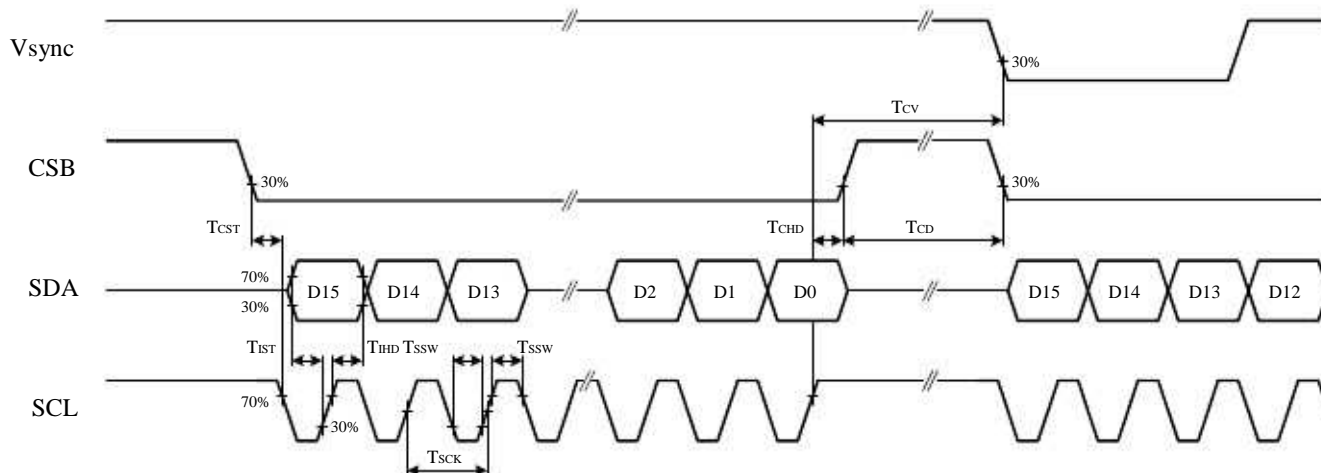 Vsync
30%
TCV
CSB
30%
30%
TCST
TCHD
TCD
SDA
70%
30%
D15 D14 D13 D2 D1 D0 D15 D14 D13 D12
TIST TIHD TSSW TSSW
SCL
70%
30%
TSCK